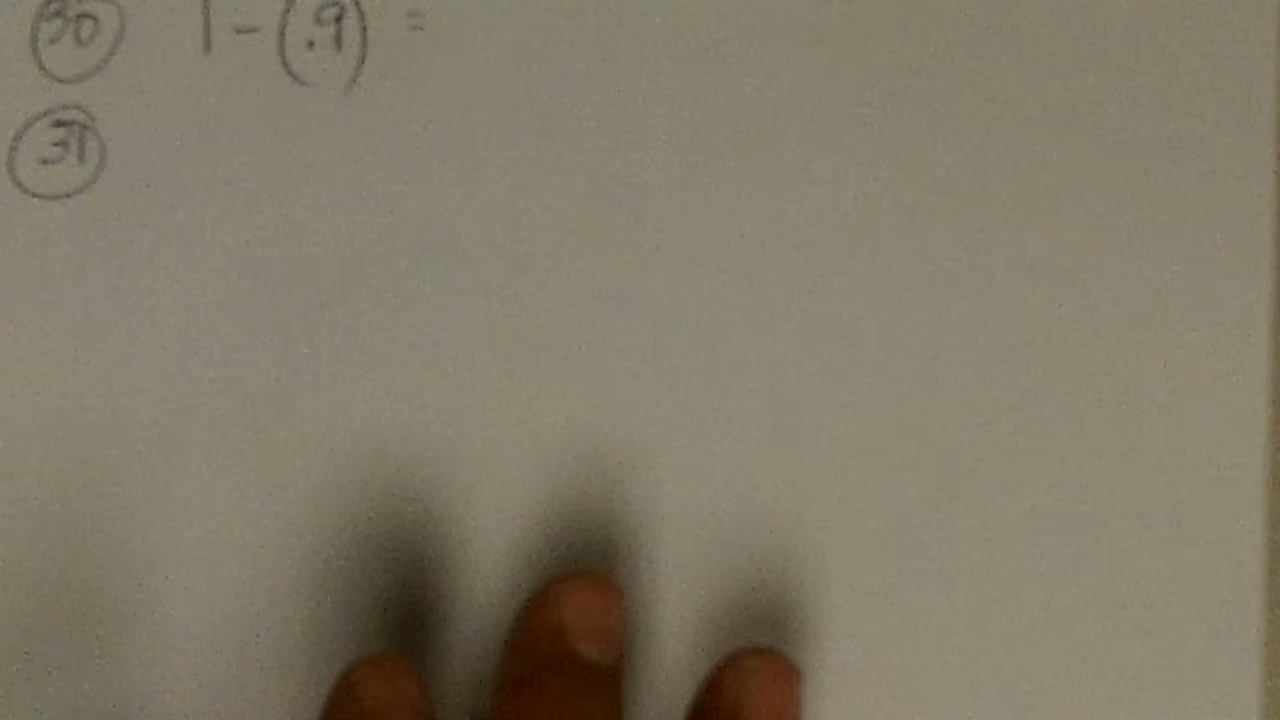 30 1 - (.9) =
31